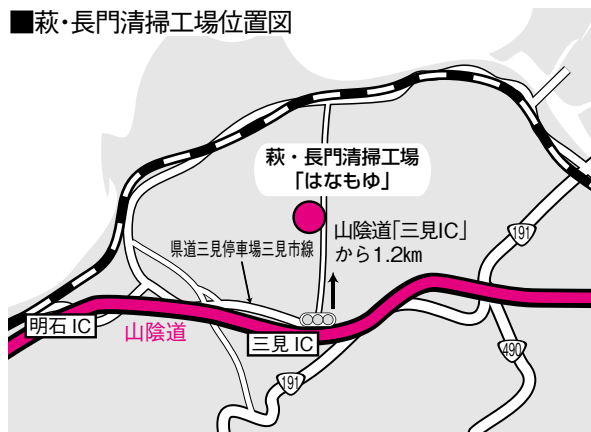 ■萩・長門清掃工場位置図
萩・長門清掃工場
「はなもゆ」
191
山陰道「三見IC」
から1.2km
県道三見停車場三見市線
明石 IC
山陰道
三見 IC
490
191